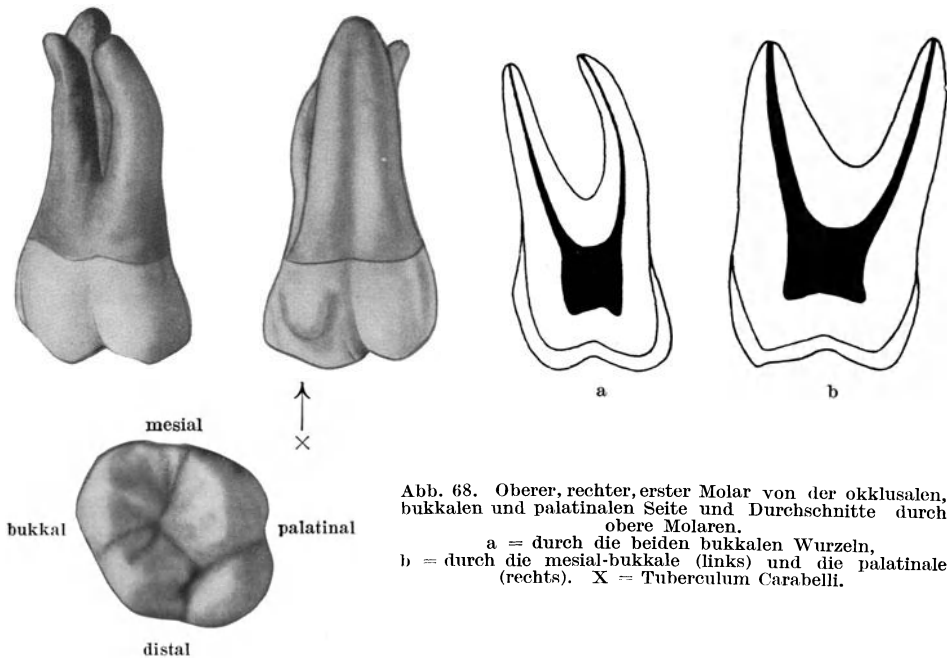 a
b
×
mesial
bukkal
palatinal
distal
Abb. 68. Oberer, rechter, erster Molar von der okklusalen,
bukkalen und palatinalen Seite und Durchschnitte durch
obere Molaren.
a = durch die beiden bukkalen Wurzeln,
b = durch die mesial-bukkale (links) und die palatinale
(rechts). X = Tuberculum Carabelli.